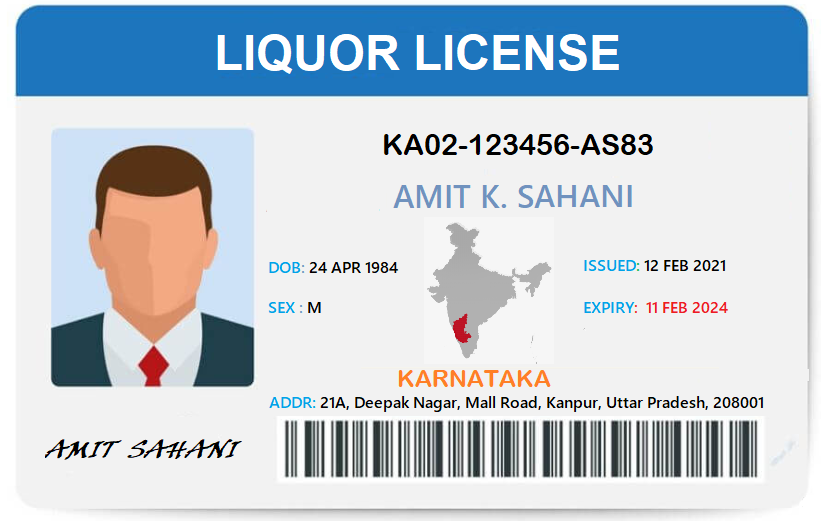 LIQUOR LICENSE
KA02-123456-AS83
AMIT K. SAHANI
DOB: 24 APR 1984
ISSUED: 12 FEB 2021
SEX : M
EXPIRY: 11 FEB 2024
KARNATAKA
ADDR: 21A, Deepak Nagar, Mall Road, Kanpur, Uttar Pradesh, 208001
AMIT SAHANI